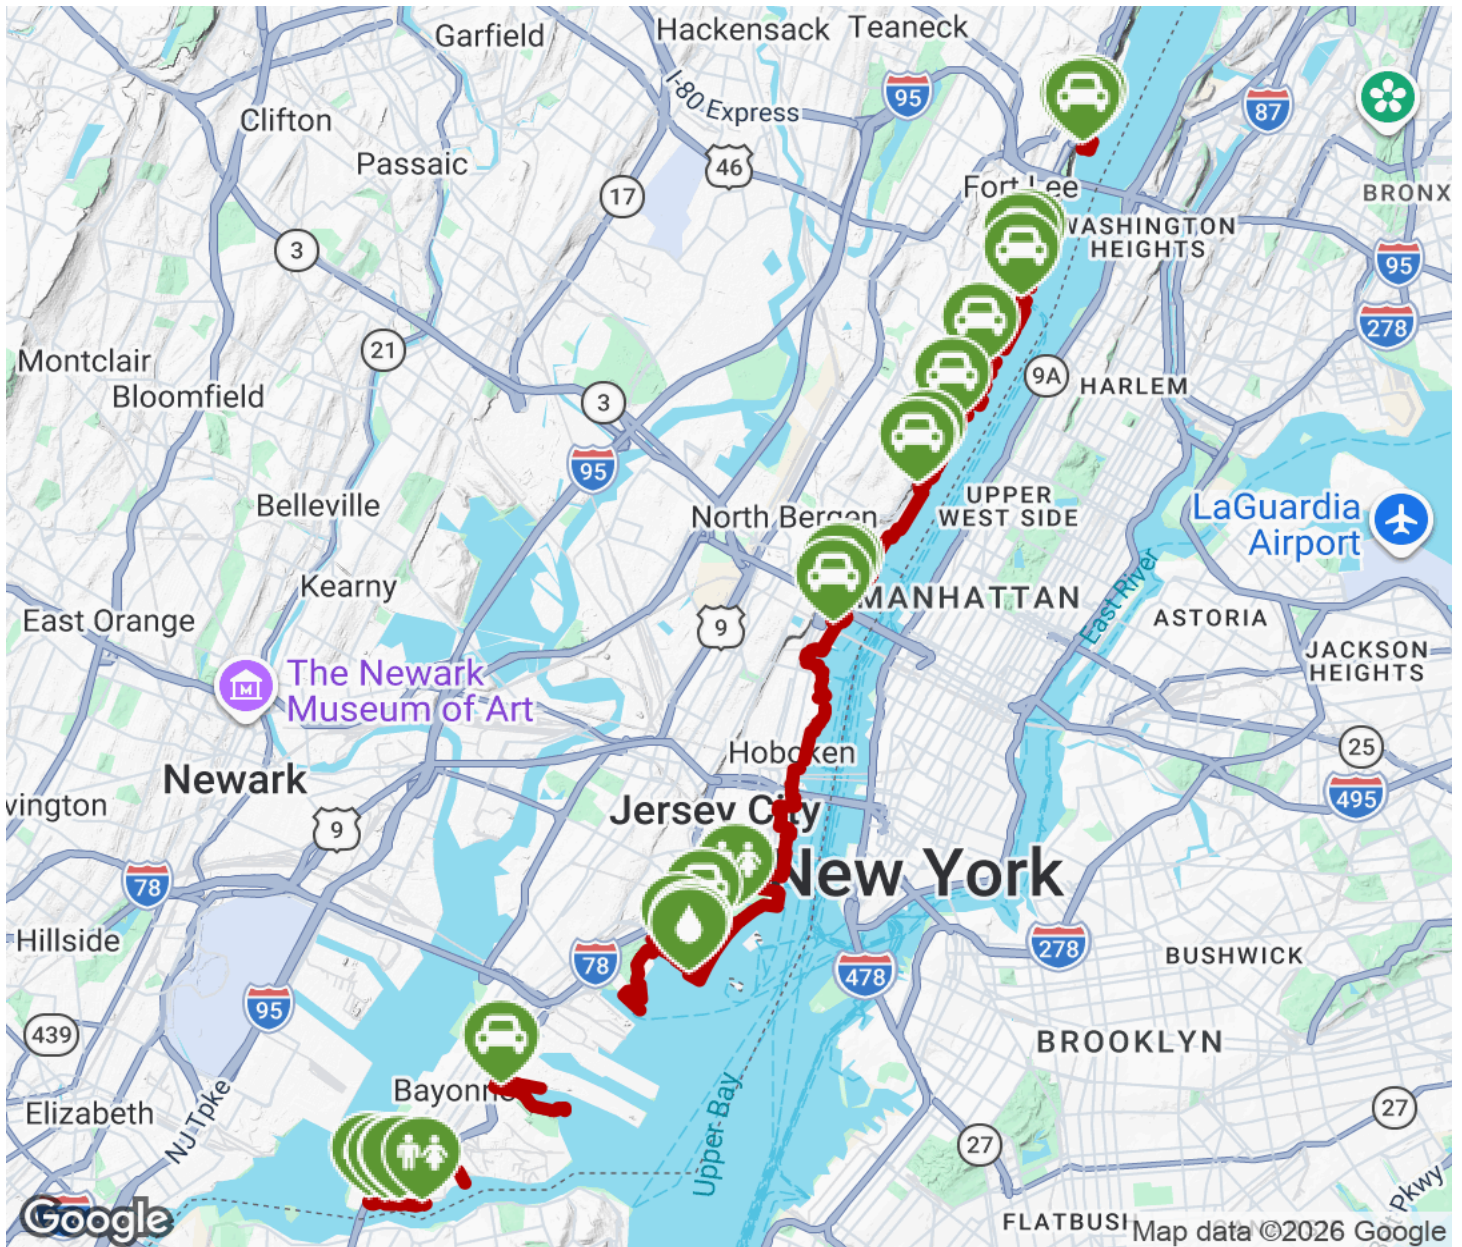 Garfield
Hackensack
Teaneck
I-80 Express
95
87
Clifton
Passaic
46
17
Fort Lee
BRONX
3
WASHINGTON
HEIGHTS
95
278
21
Montclair
Bloomfield
3
9A
HARLEM
95
Belleville
UPPER
WEST SIDE
North Bergen
LaGuardia
Airport
Kearny
East River
MANHATTAN
East Orange
9
ASTORIA
JACKSON
HEIGHTS
The Newark
Museum of Art
Hoboken
25
Newark
495
vington
9
Jersey City
New York
78
Hillside
78
478
278
BUSHWICK
95
439
BROOKLYN
Bayonne
Upper Bay
Elizabeth
NJ Tpke
27
27
Pkwy
FLATBUSH
Google
Map data ©2026 Google